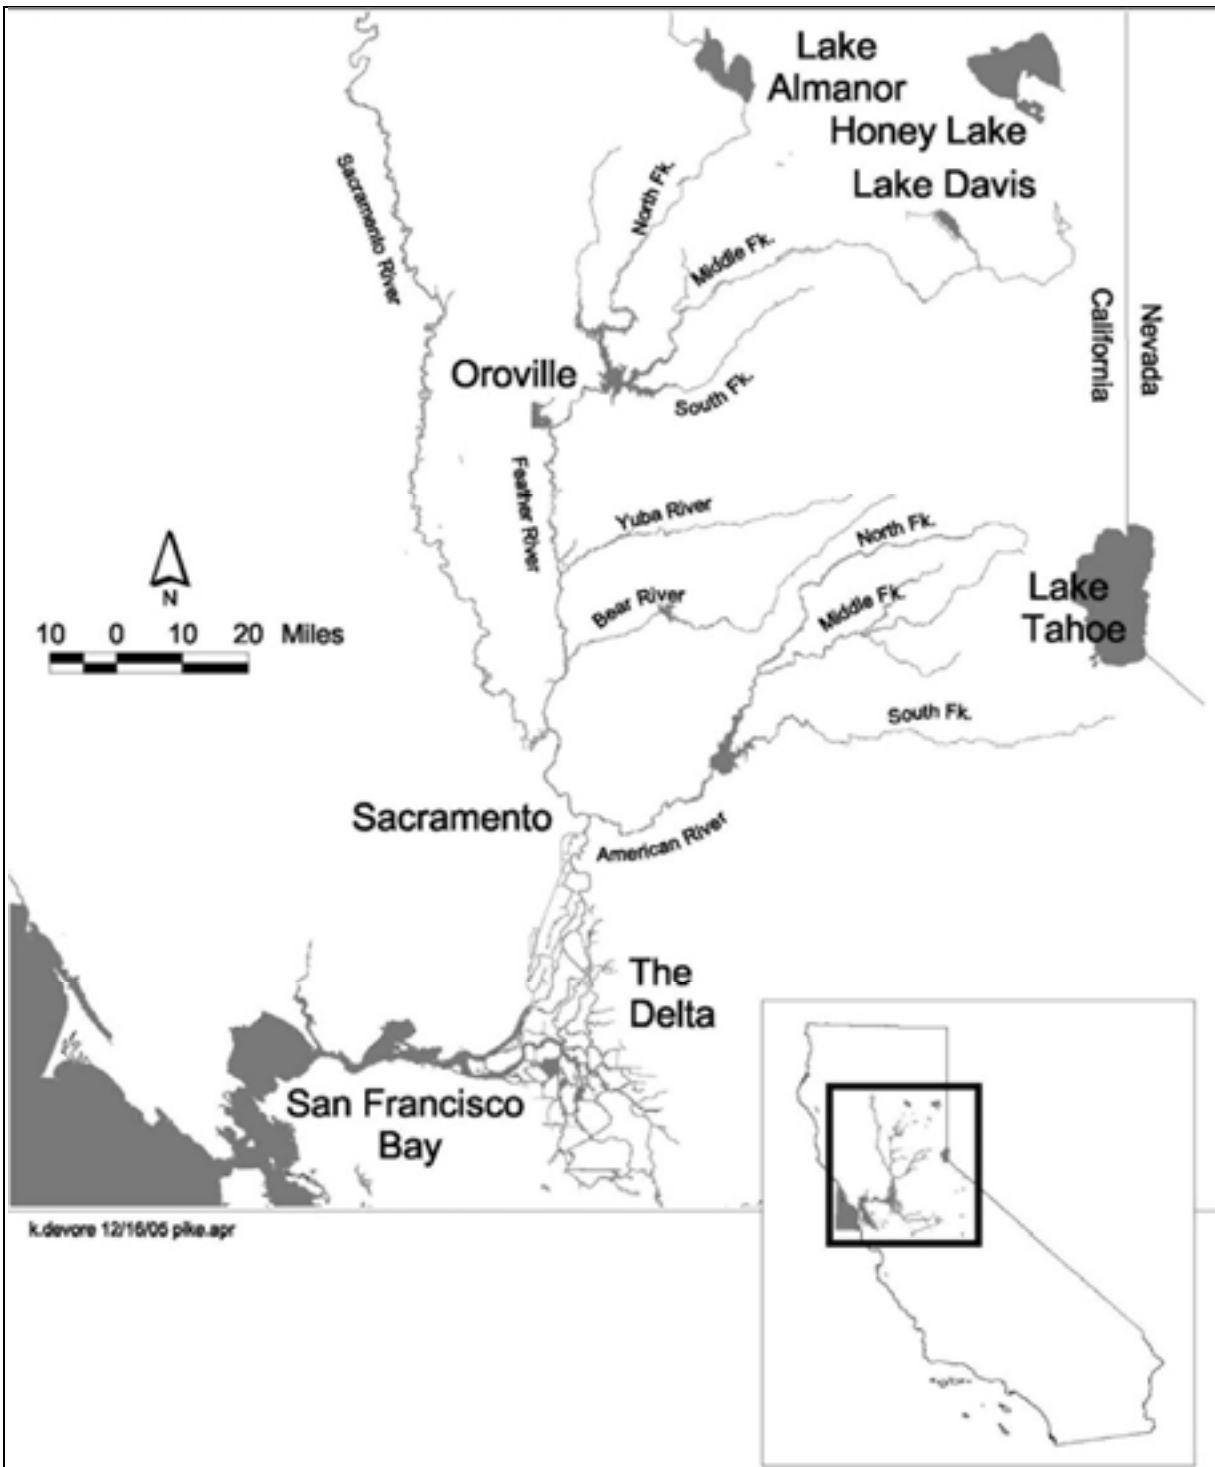 Lake
Almanor
Honey Lake
Lake Davis
Sacramento River
North Fk.
Middle Fk.
South Fk.
Oroville
California
Nevada
Feather River
Yuba River
Bear River
North Fk.
Middle Fk.
South Fk.
Lake
Tahoe
N
10 0 10 20 Miles
Sacramento
American River
The
Delta
San Francisco
Bay
k.devore 12/16/05 pike.apr